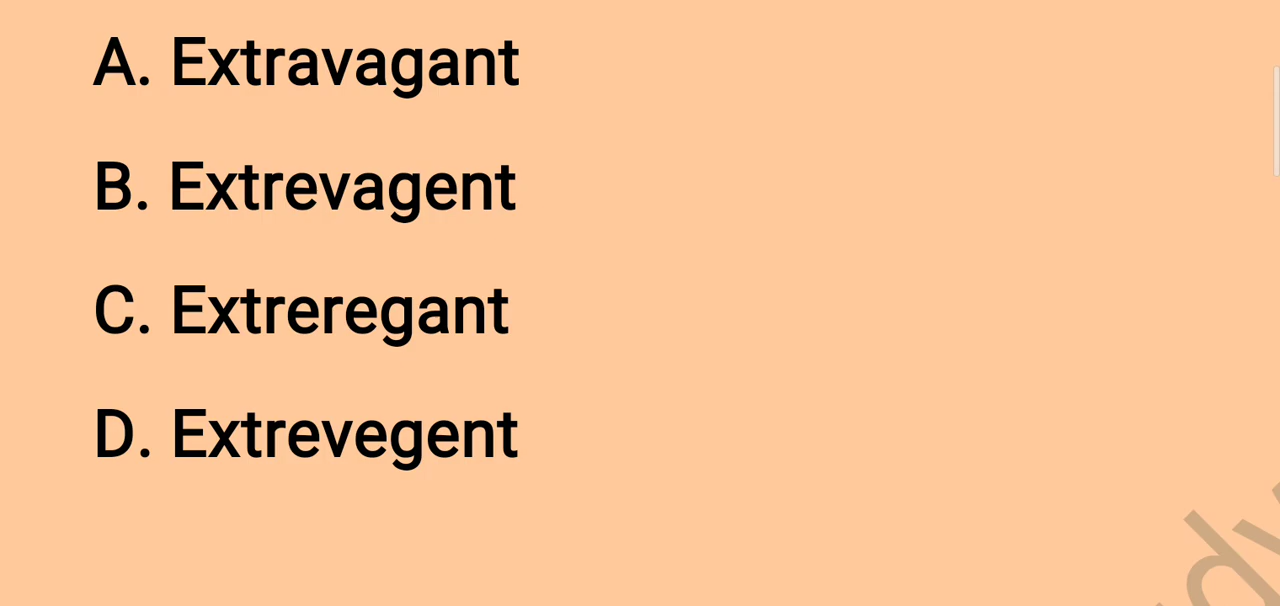 A. Extravagant
B. Extrevagent
C. Extreregant
D. Extrevegent